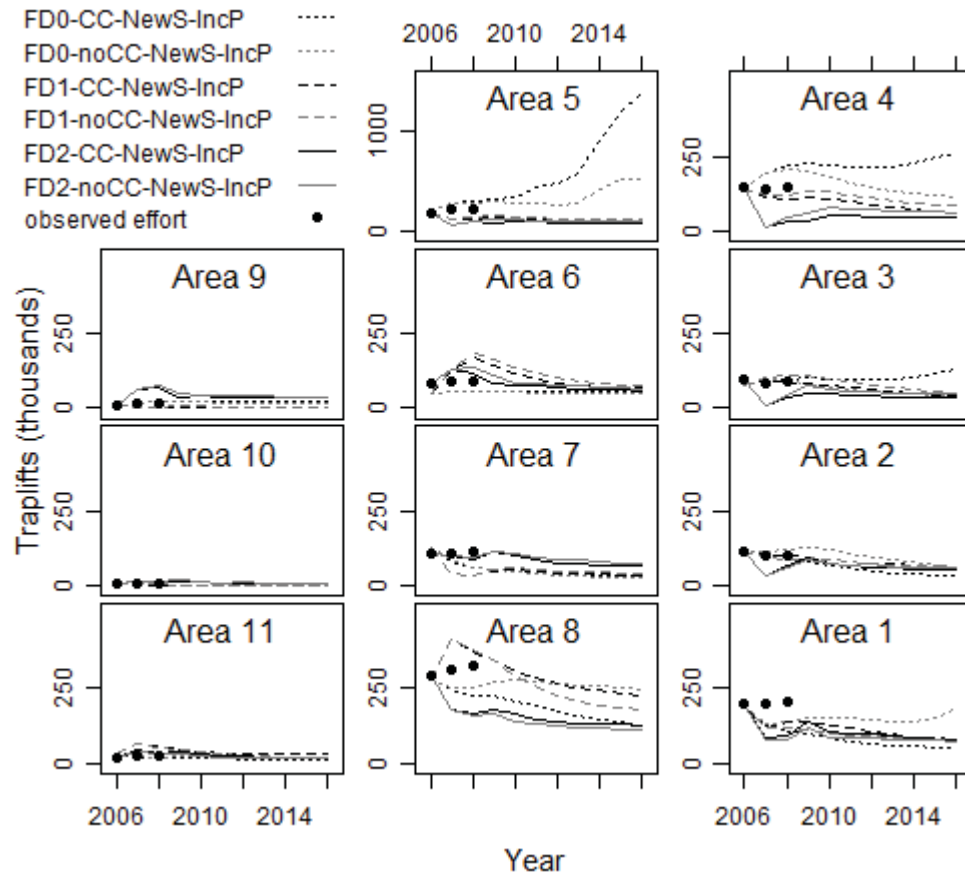 FD0-CC-NewS-IncP
FD0-noCC-NewS-IncP
FD1-CC-NewS-IncP
FD1-noCC-NewS-IncP
FD2-CC-NewS-IncP
FD2-noCC-NewS-IncP
observed effort
2006 2010 2014
Area 5
Area 4
0 1000
0 250
Area 9
Area 6
Area 3
0 250
0 250
0 250
Area 10
Area 7
Area 2
0 250
0 250
0 250
Area 11
Area 8
Area 1
0 250
0 250
0 250
2006 2010 2014
2006 2010 2014
Traplifts (thousands)
Year